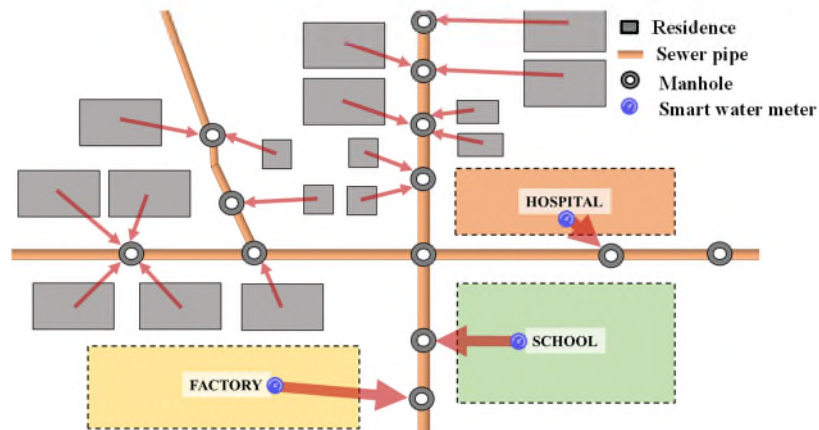 Residence
Sewer pipe
Manhole
Smart water meter
HOSPITAL
SCHOOL
FACTORY